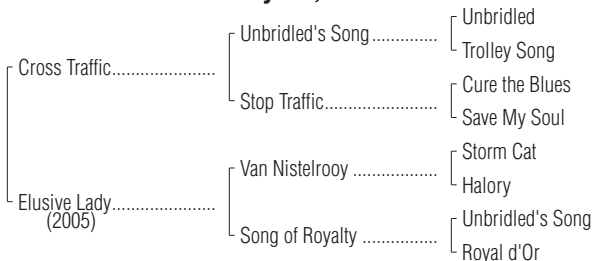 Unbridled
Unbridled's Song..............
Trolley Song
Cross Traffic......................
Cure the Blues
Stop Traffic........................
Save My Soul
Storm Cat
Van Nistelrooy ..................
Halory
Elusive Lady......................
(2005)
Unbridled's Song
Song of Royalty ................
Royal d'Or